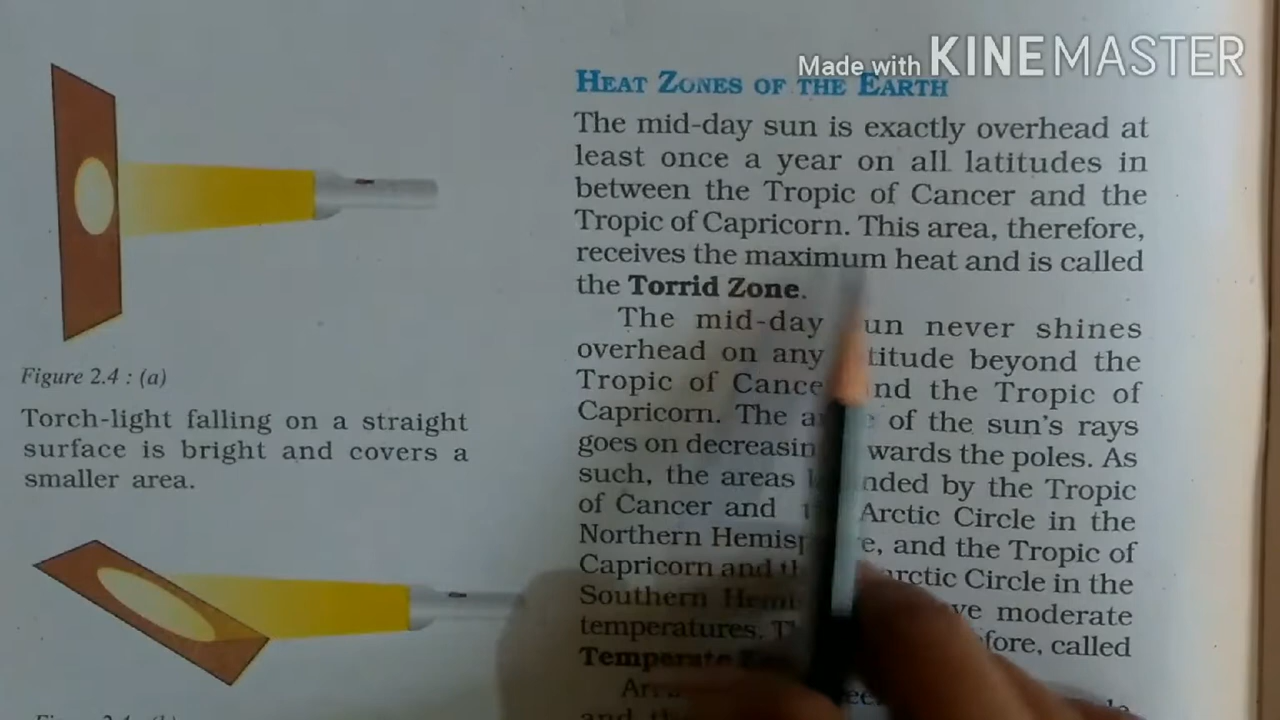 Made with KINEMASTER
HEAT ZONES OF THE EARTH
The mid-day sun is exactly overhead at
least once a year on all latitudes in
between the Tropic of Cancer and the
Tropic of Capricorn. This area, therefore,
receives the maximum heat and is called
the Torrid Zone.
The mid-day un never shines
overhead on any titude beyond the
Tropic of Cance nd the Tropic of
Capricorn. The a of the sun's rays
goes on decreasin wards the poles. As
such, the areas nded by the Tropic
of Cancer and Arctic Circle in the
Northern Hemisp e, and the Tropic of
Capricorn and th arctic Circle in the
Southern Hemi ve moderate
temperatures. T fore, called
Temperate
Figure 2.4 : (a)
Torch-light falling on a straight
surface is bright and covers a
smaller area.